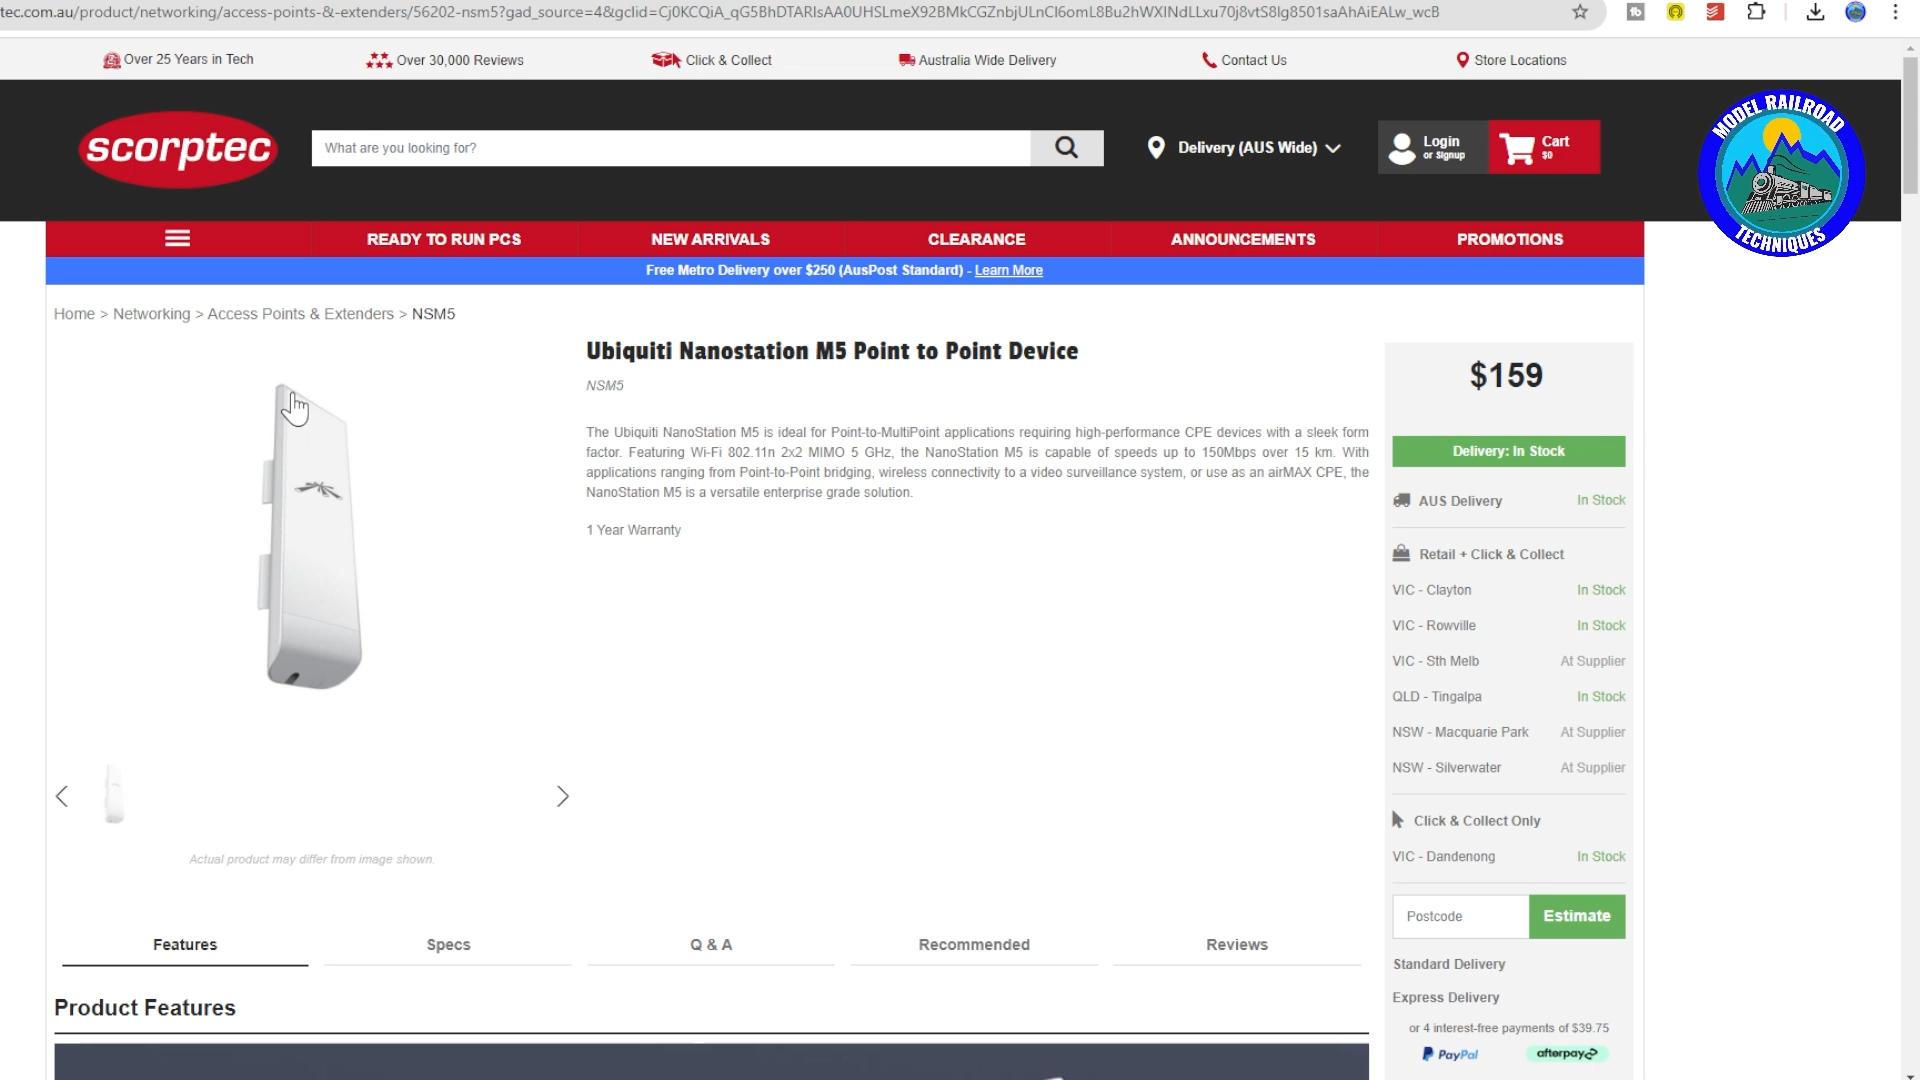 tec.com.au/product/networking/access-points-&-extenders/56202-nsm5?gad_source=4&gclid=Cj0KCQiA_qG5BhDTARIsAA0UHSLmeX92BMkCGZnbjULnCl6omL8Bu2hWXINdLLxu70j8vtS8lg8501saAhAiEALw_wcB
Over 25 Years in Tech
Over 30,000 Reviews
Click & Collect
Australia Wide Delivery
Contact Us
Store Locations
scorptec
What are you looking for?
Delivery (AUS Wide)
Login
or Signup
Cart
$0
MODEL RAILROAD
TECHNIQUES
READY TO RUN PCS
NEW ARRIVALS
CLEARANCE
ANNOUNCEMENTS
PROMOTIONS
Free Metro Delivery over $250 (AusPost Standard) - Learn More
Home > Networking > Access Points & Extenders > NSM5
Ubiquiti Nanostation M5 Point to Point Device
NSM5
The Ubiquiti NanoStation M5 is ideal for Point-to-MultiPoint applications requiring high-performance CPE devices with a sleek form
factor. Featuring Wi-Fi 802.11n 2x2 MIMO 5 GHz, the NanoStation M5 is capable of speeds up to 150Mbps over 15 km. With
applications ranging from Point-to-Point bridging, wireless connectivity to a video surveillance system, or use as an airMAX CPE, the
NanoStation M5 is a versatile enterprise grade solution.
1 Year Warranty
Actual product may differ from image shown.
$159
Delivery: In Stock
AUS Delivery In Stock
Retail + Click & Collect
VIC - Clayton In Stock
VIC - Rowville In Stock
VIC - Sth Melb At Supplier
QLD - Tingalpa In Stock
NSW - Macquarie Park At Supplier
NSW - Silverwater At Supplier
Click & Collect Only
VIC - Dandenong In Stock
Postcode
Estimate
Standard Delivery
Express Delivery
or 4 interest-free payments of $39.75
PayPal
afterpay
Features
Specs
Q & A
Recommended
Reviews
Product Features